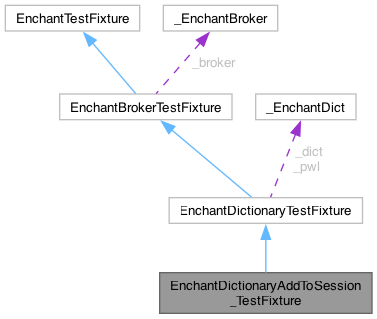 EnchantTestFixture
_EnchantBroker
_broker
EnchantBrokerTestFixture
_EnchantDict
_dict
_pwl
EnchantDictionaryTestFixture
EnchantDictionaryAddToSession
_TestFixture